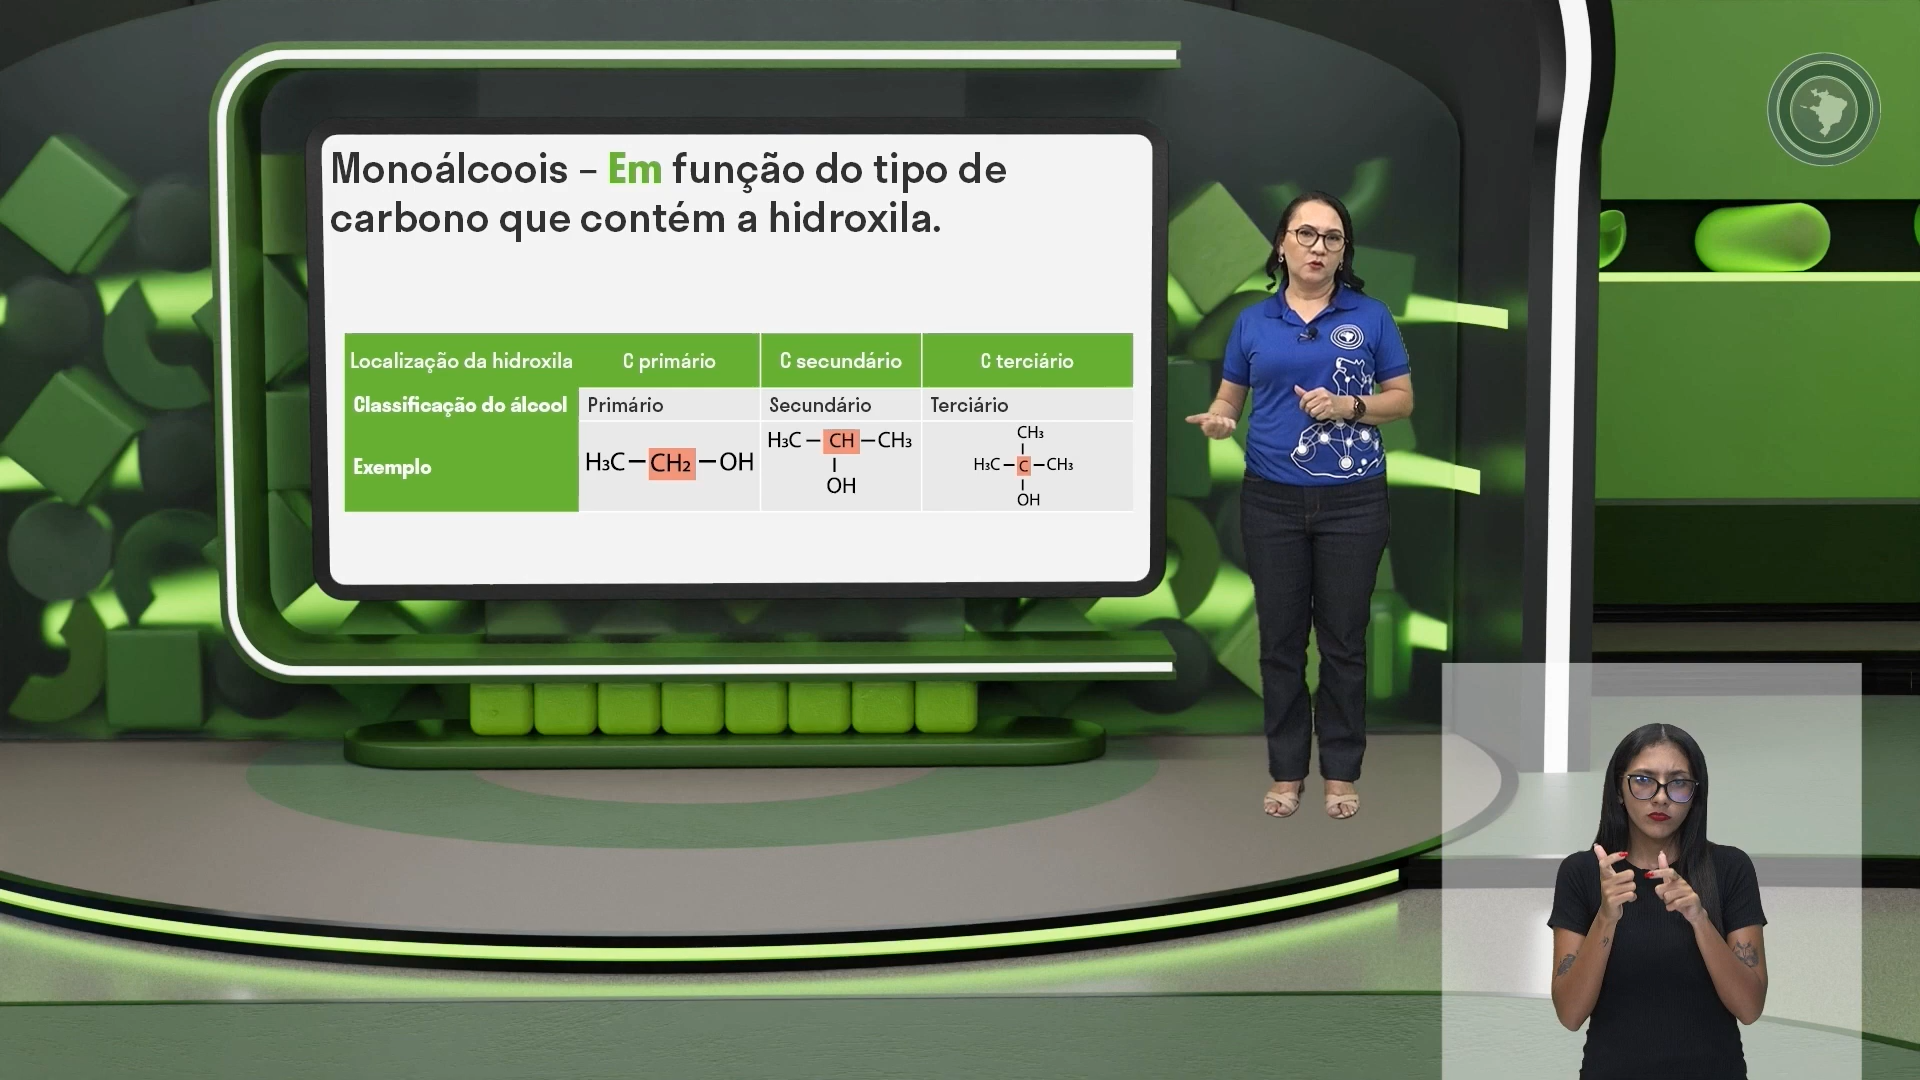 Monoálcoois – Em função do tipo de
carbono que contém a hidroxila.
Localização da hidroxila C primário C secundário C terciário
Classificação do álcool Primário Secundário Terciário
Exemplo
H₃C — CH₂ — OH
H₃C — CH — CH₃
OH
CH₃
H₃C — C — CH₃
OH